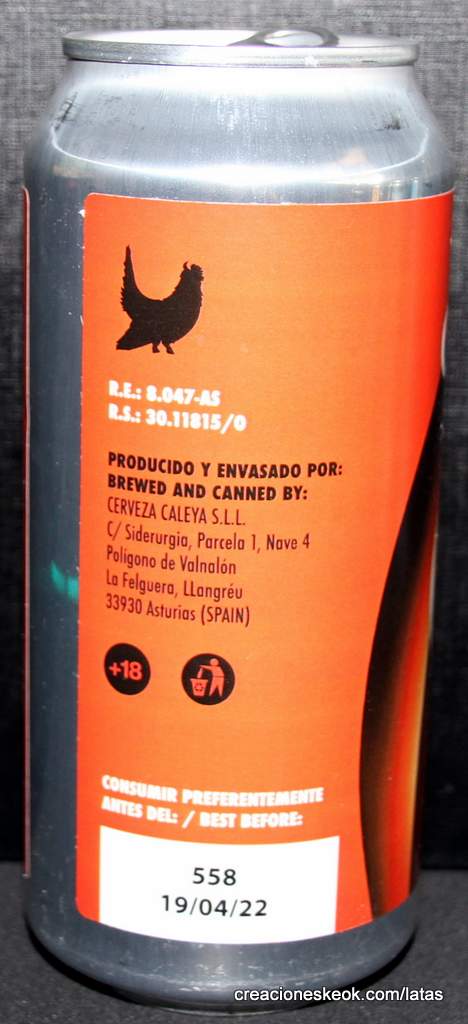 R.E.: 8.047-AS
R.S.: 30.11815/O
PRODUCIDO Y ENVASADO POR:
BREWED AND CANNED BY:
CERVEZA CALEYA S.L.L.
C/ Siderurgia, Parcela 1, Nave 4
Polígono de Valnalón
La Felguera, LLangréu
33930 Asturias (SPAIN)
+18
CONSUMIR PREFERENTEMENTE
ANTES DEL: / BEST BEFORE:
558
19/04/22
creacioneskeok.com/latas